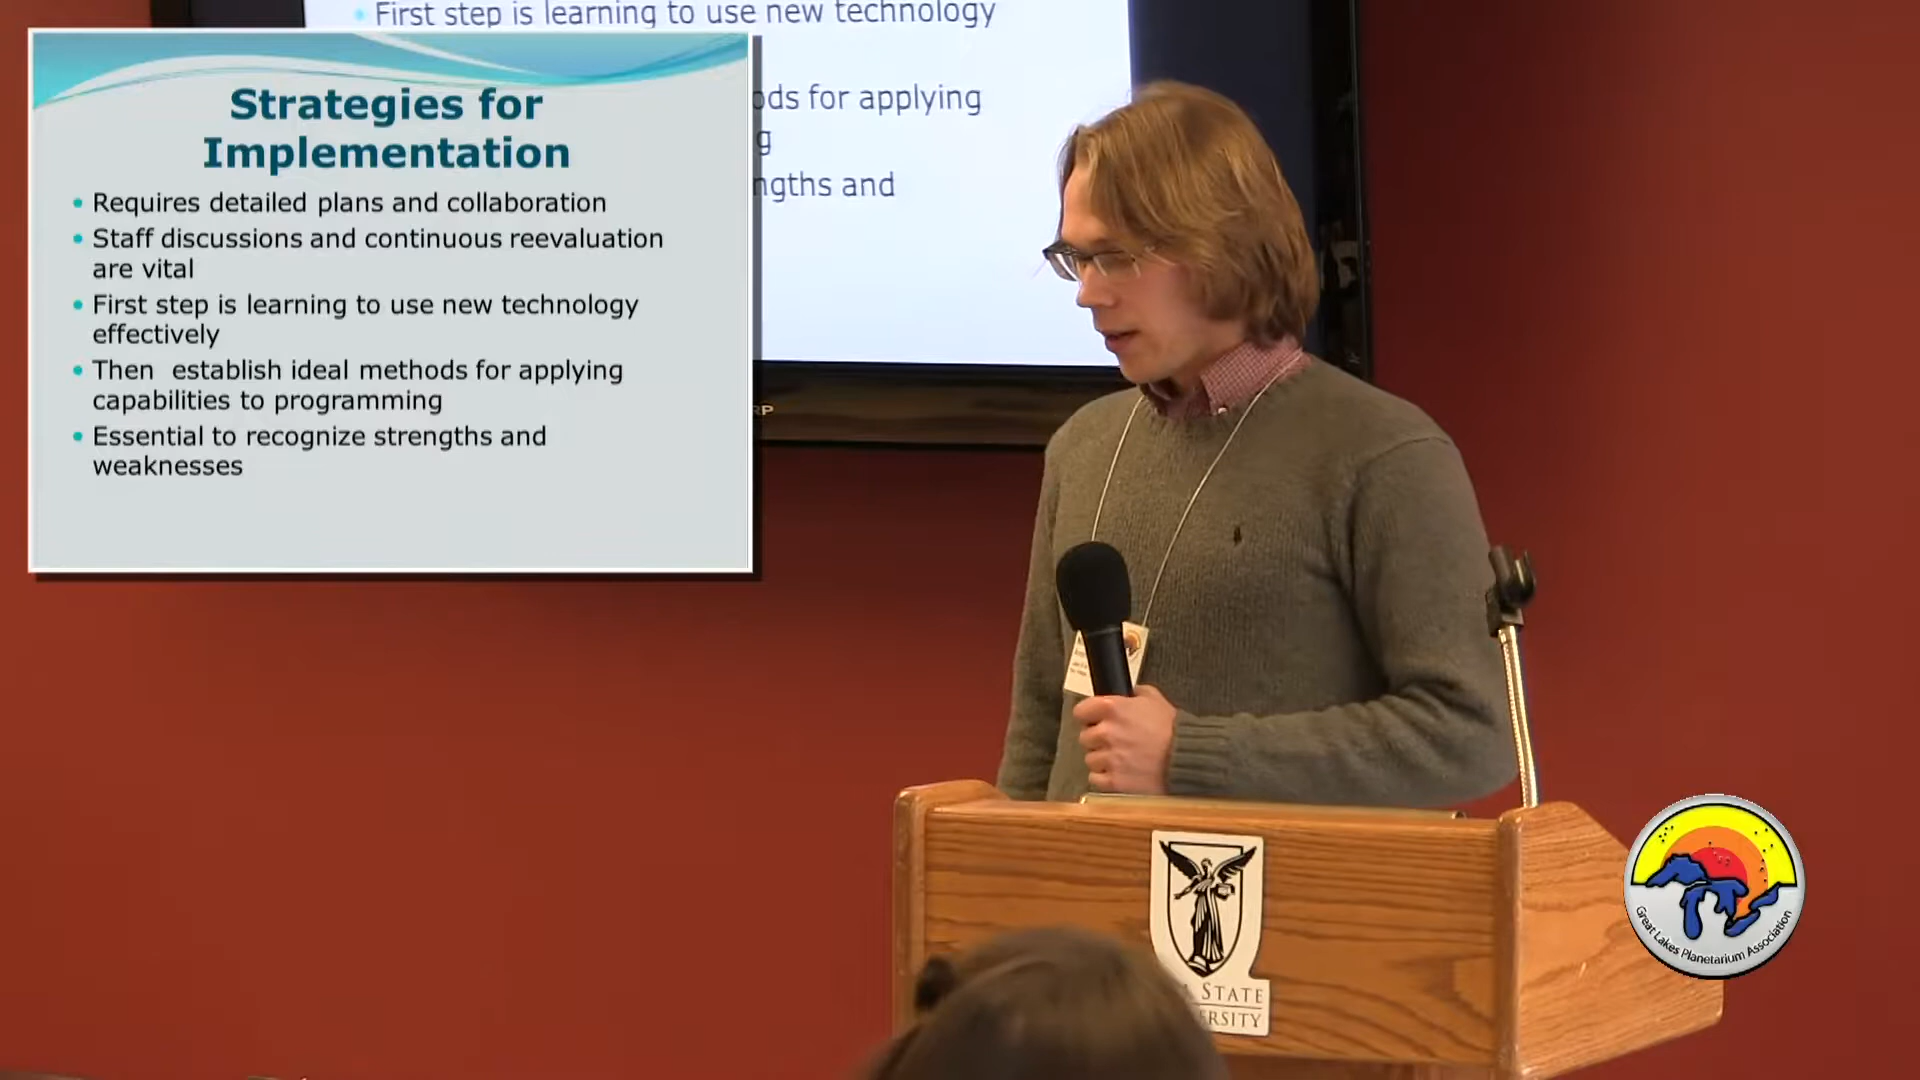 Strategies for
Implementation
Requires detailed plans and collaboration
Staff discussions and continuous reevaluation
are vital
First step is learning to use new technology
effectively
Then establish ideal methods for applying
capabilities to programming
Essential to recognize strengths and
weaknesses
First step is learning to use new technology
ods for applying
g
ngths and
RP
STATE
ERSITY
Great Lakes Planetarium Association